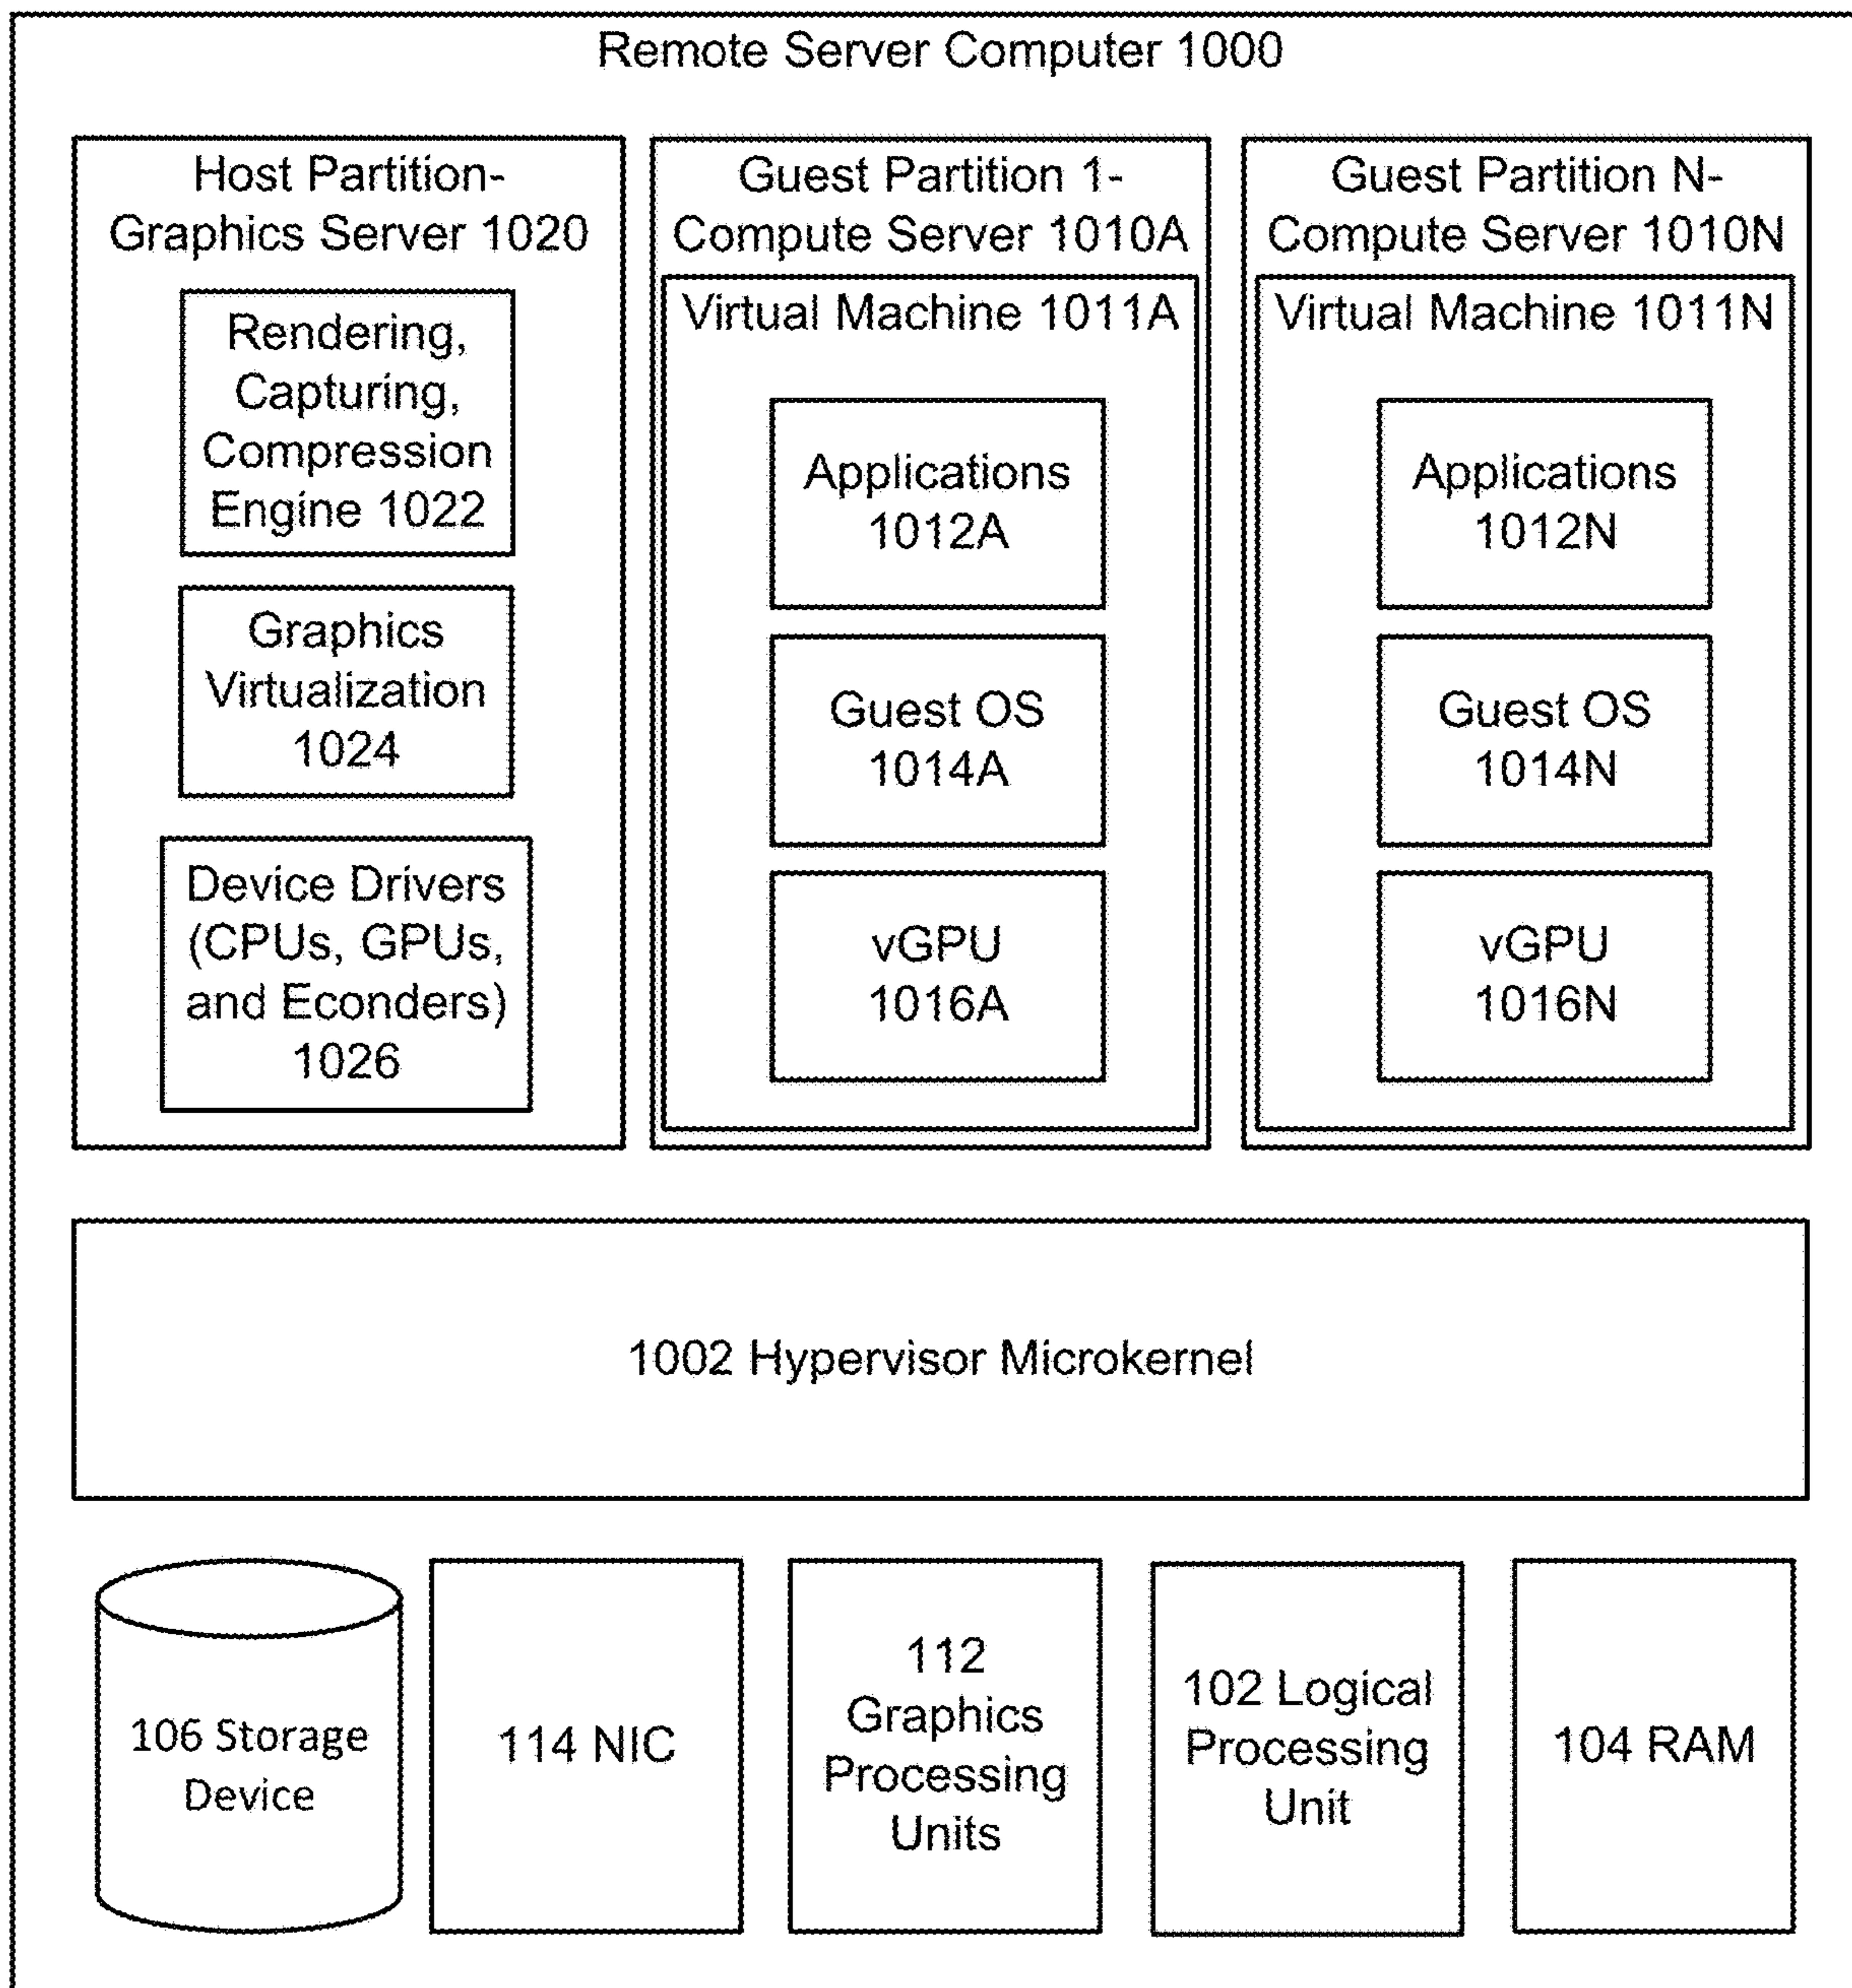 Remote Server Computer 1000
Host Partition-
Graphics Server 1020
Rendering,
Capturing,
Compression
Engine 1022
Graphics
Virtualization
1024
Device Drivers
(CPUs, GPUs,
and Econders)
1026
Guest Partition 1-
Compute Server 1010A
Virtual Machine 1011A
Applications
1012A
Guest OS
1014A
vGPU
1016A
Guest Partition N-
Compute Server 1010N
Virtual Machine 1011N
Applications
1012N
Guest OS
1014N
vGPU
1016N
1002 Hypervisor Microkernel
106 Storage
Device
114 NIC
112
Graphics
Processing
Units
102 Logical
Processing
Unit
104 RAM